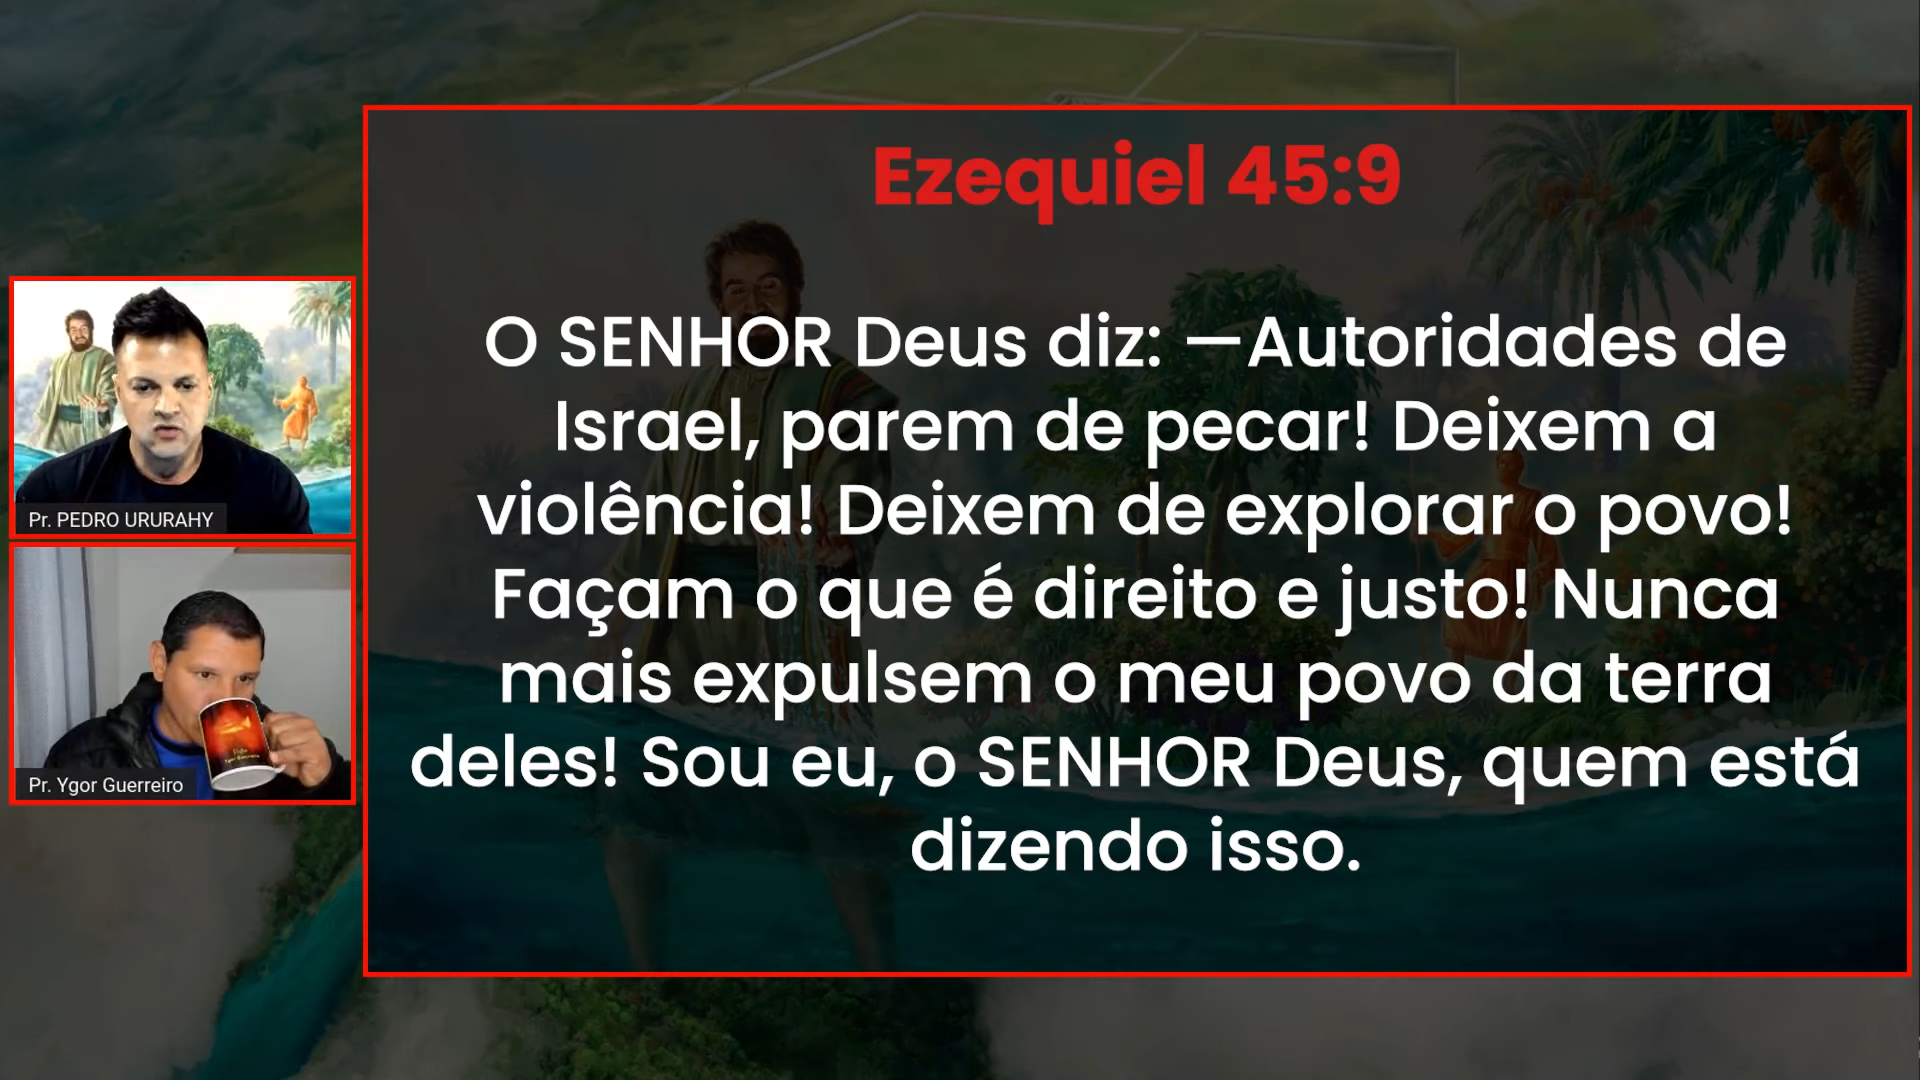 Ezequiel 45:9
O SENHOR Deus diz: —Autoridades de
Israel, parem de pecar! Deixem a
violência! Deixem de explorar o povo!
Façam o que é direito e justo! Nunca
mais expulsem o meu povo da terra
deles! Sou eu, o SENHOR Deus, quem está
dizendo isso.
Pr. PEDRO URURAHY
Pr. Ygor Guerreiro